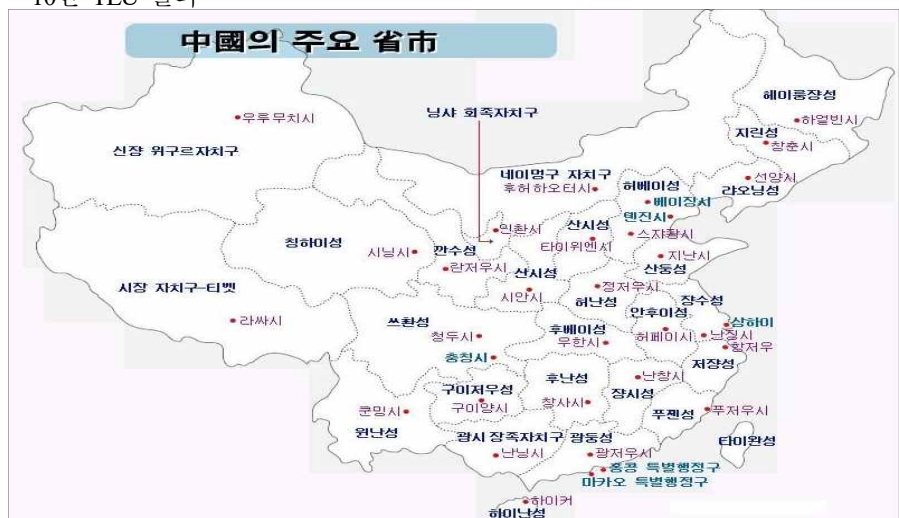 中國의 주요 省市
헤이룽쟝성
하얼빈시
지린성
챵춘시
우루무치시
닝샤 회족자치구
신쟝 위구르자치구
네이멍구 자치구
후허하오터시
허베이성
선양시
랴오닝성
베이징시
톈진시
스쟈좡시
인촨시
산시성
타이위엔시
칭하이성
시닝시
깐수성
란저우시
지난시
산둥성
산시성
시안시
시장 자치구-티벳
정저우시
허난성
쟝수성
안후이성
라싸시
쓰촨성
후베이성
샹하이
청두시
우한시
허페이시
난징시
항저우
충칭시
저쟝성
후난성
난창시
구이저우성
쟝시성
쿤밍시
구이양시
창사시
푸젠성
푸저우시
윈난성
광시 장족자치구
광둥성
타이완성
난닝시
광저우시
홍콩 특별행정구
마카오 특별행정구
하이커
하이난성